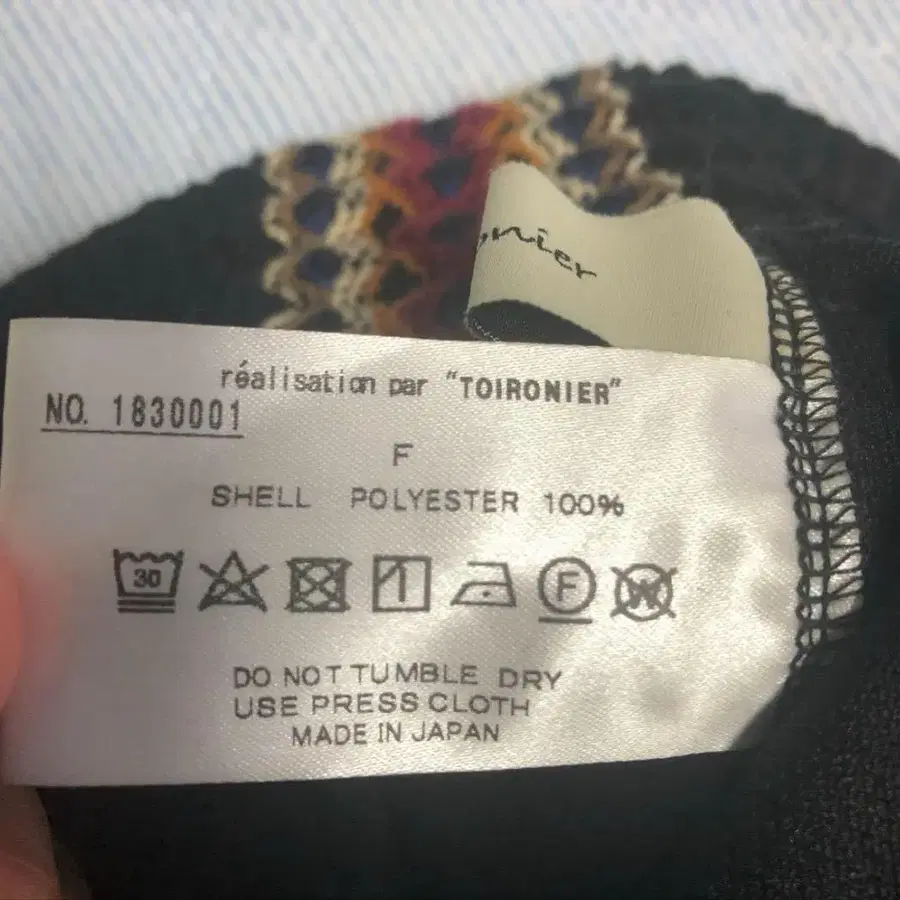 onier
réalisation par "TOIRONIER"
NO. 1830001
F
SHELL POLYESTER 100%
30
F
W
DO NOT TUMBLE DRY
USE PRESS CLOTH
MADE IN JAPAN